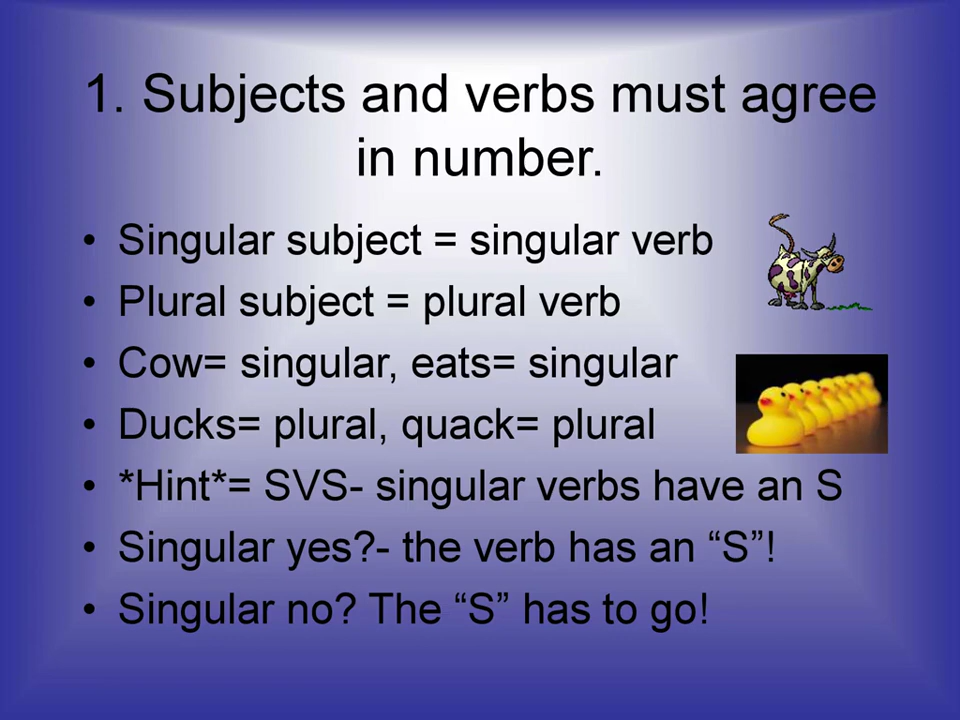 1. Subjects and verbs must agree
in number.
• Singular subject = singular verb
• Plural subject = plural verb
• Cow= singular, eats= singular
• Ducks= plural, quack= plural
• *Hint*= SVS- singular verbs have an S
• Singular yes?- the verb has an “S”!
• Singular no? The “S” has to go!